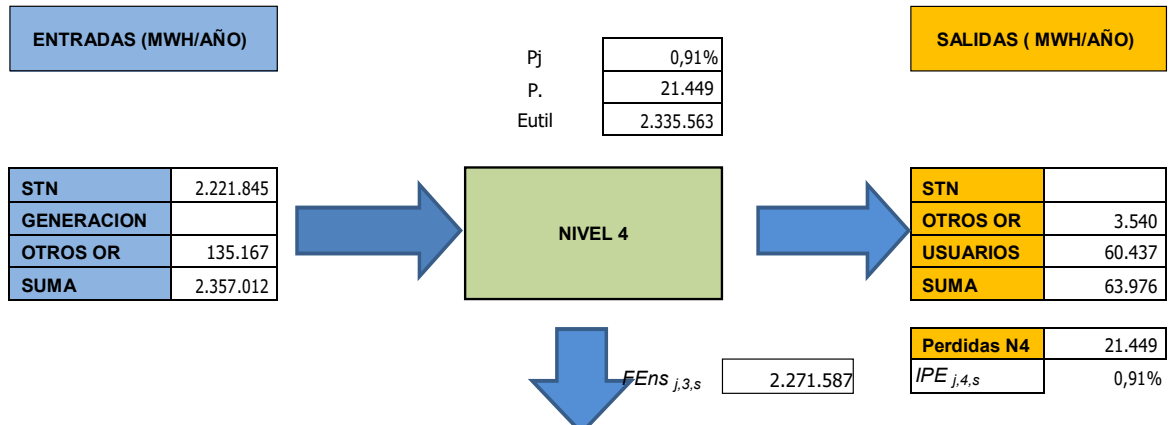 ENTRADAS (MWH/AÑO)
SALIDAS ( MWH/AÑO)
Pj 0,91%
P. 21.449
Eutil 2.335.563
STN 2.221.845
GENERACION
OTROS OR 135.167
SUMA 2.357.012
NIVEL 4
STN
OTROS OR 3.540
USUARIOS 60.437
SUMA 63.976
Perdidas N4 21.449
IPE j,4,s 0,91%
FEns j,3,s 2.271.587